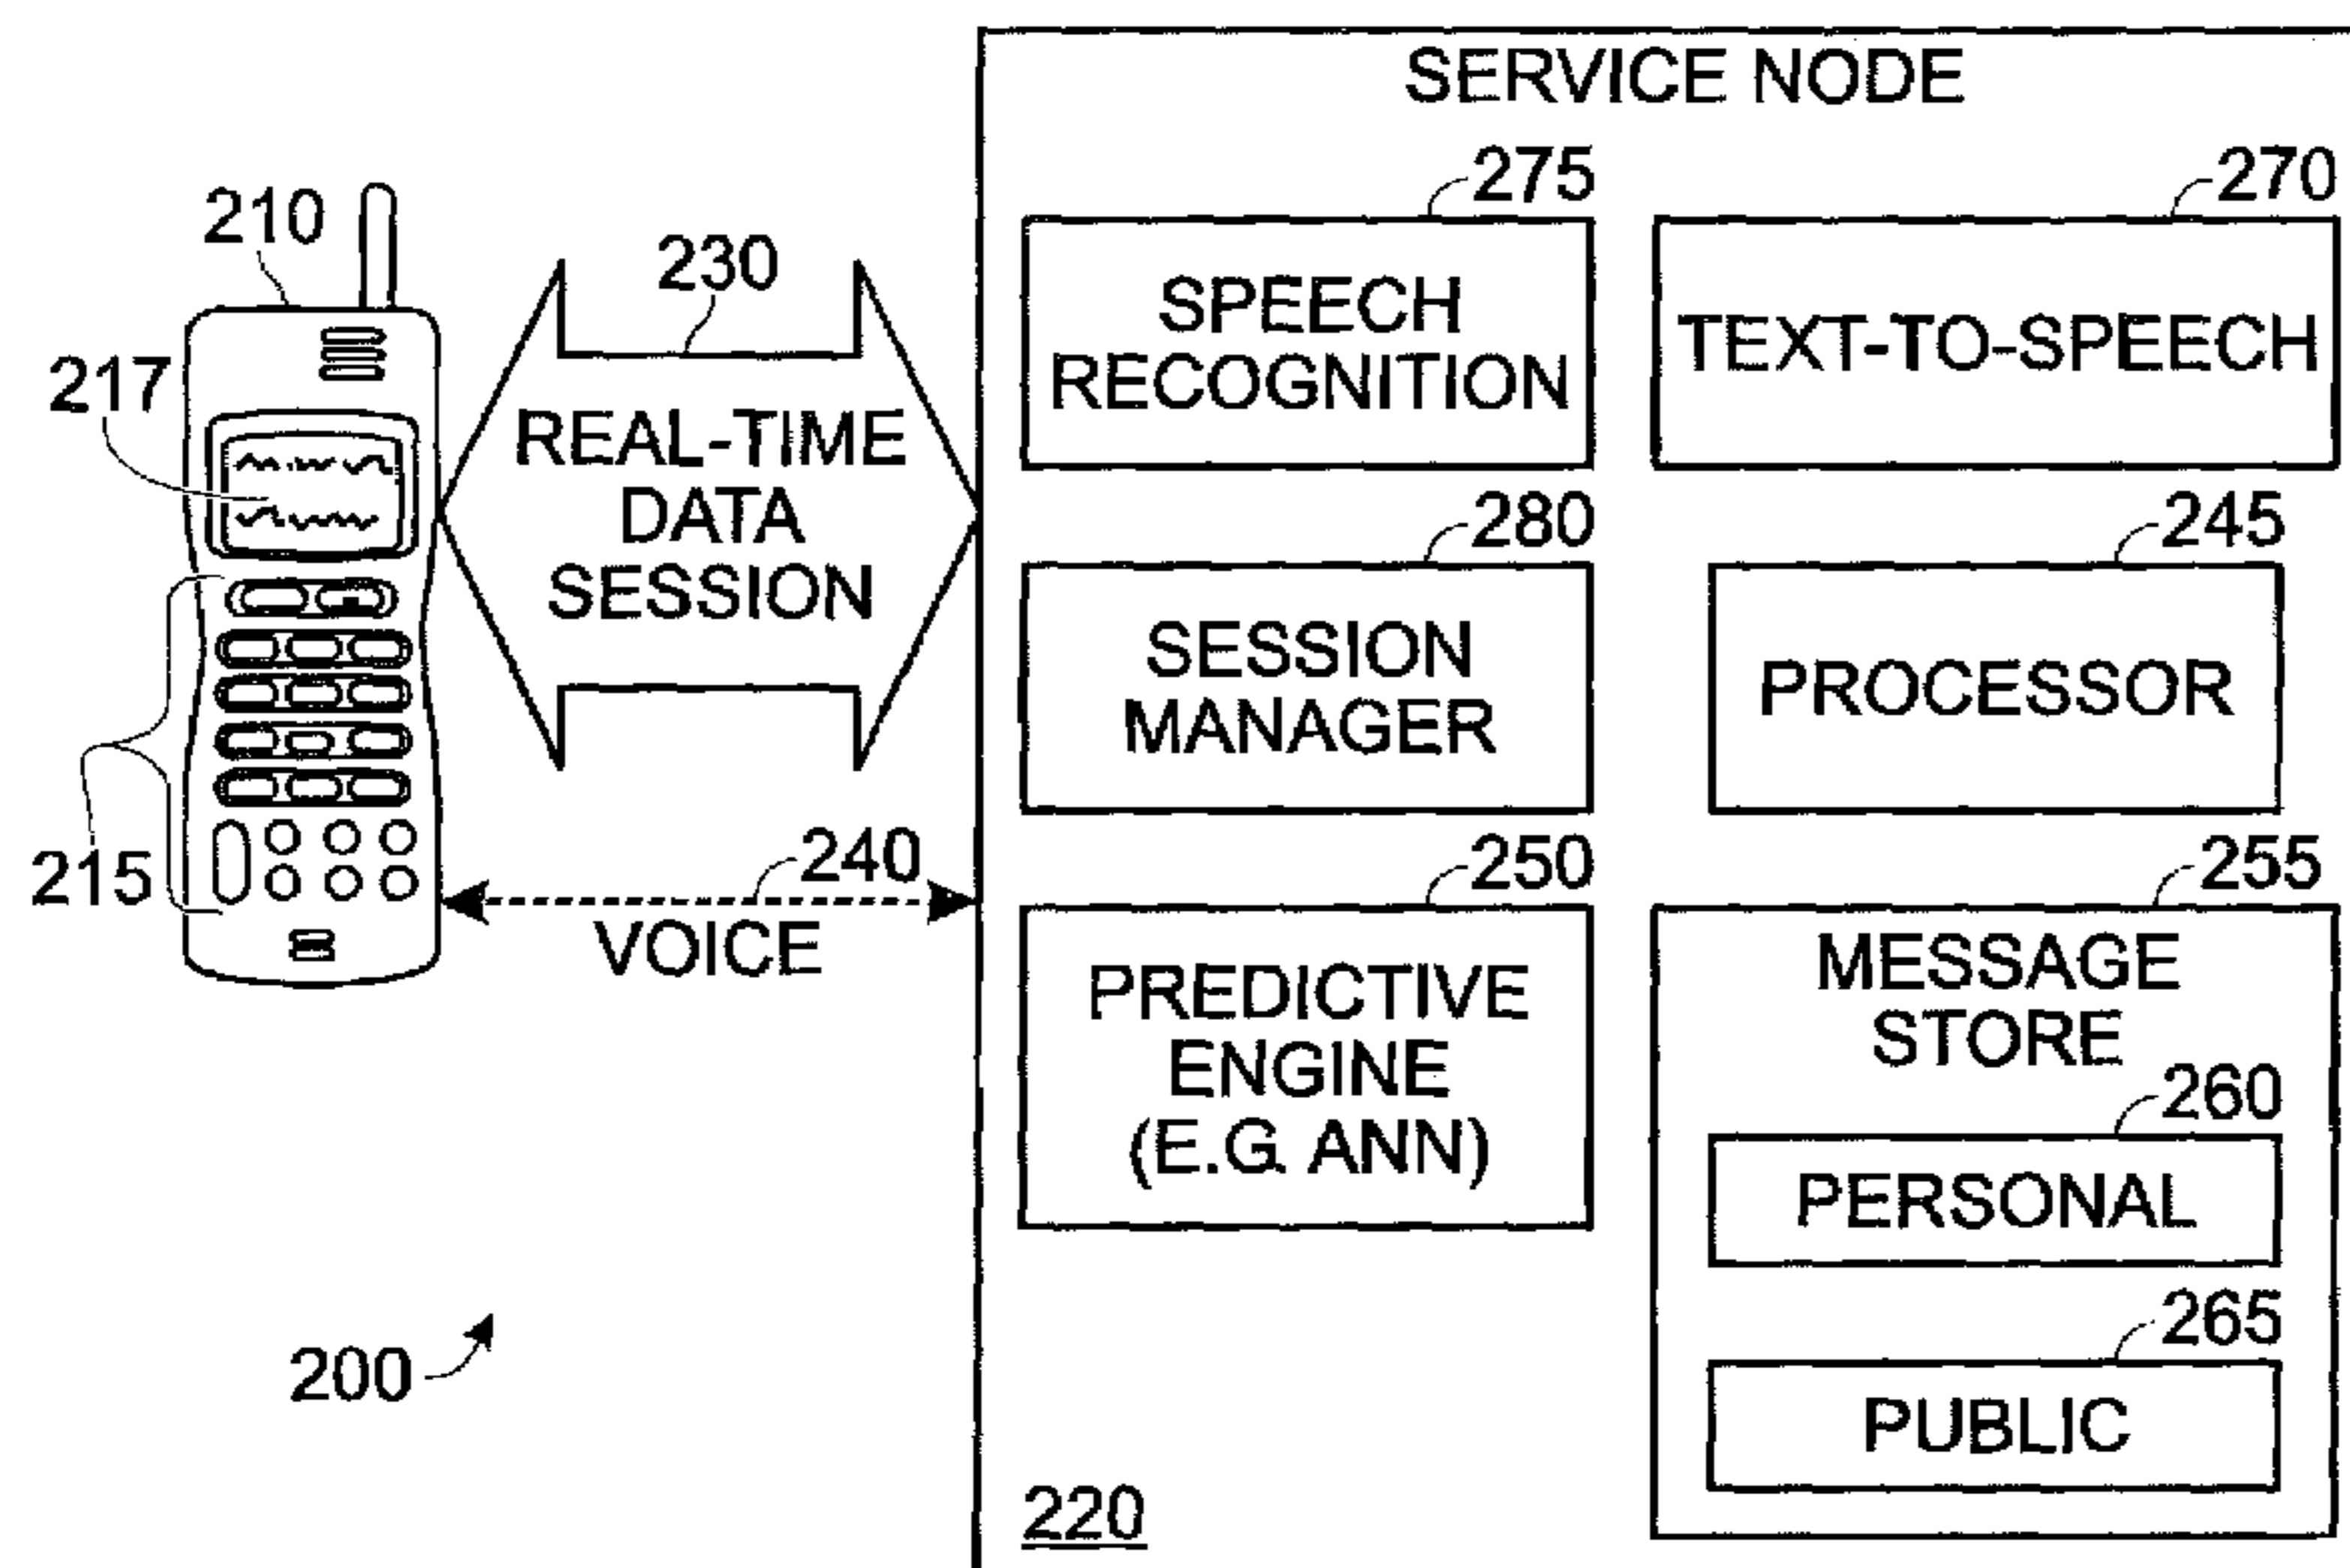 SERVICE NODE
210
217
230
REAL-TIME
DATA
SESSION
215
240
VOICE
200
275
SPEECH
RECOGNITION
270
TEXT-TO-SPEECH
280
SESSION
MANAGER
245
PROCESSOR
250
PREDICTIVE
ENGINE
(E.G. ANN)
255
MESSAGE
STORE
260
PERSONAL
265
PUBLIC
220